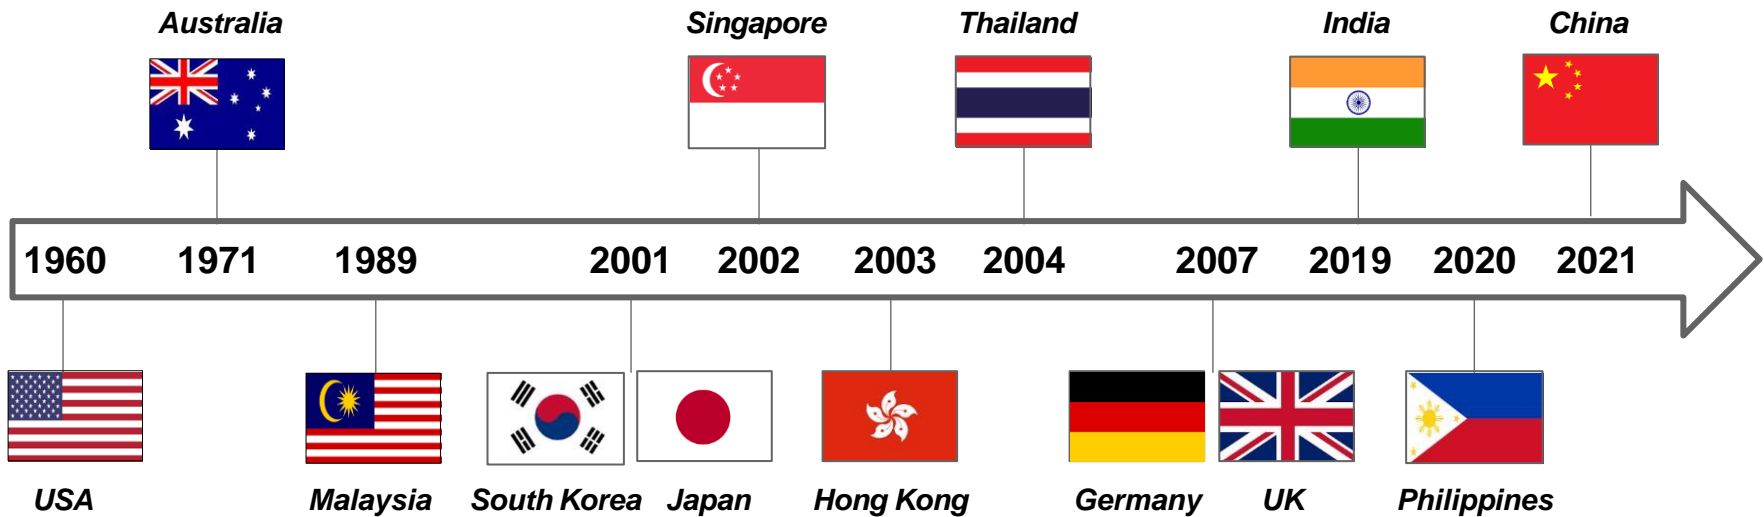 Australia
Singapore
Thailand
India
China
1960
1971
1989
2001
2002
2003
2004
2007
2019
2020
2021
USA
Malaysia
South Korea
Japan
Hong Kong
Germany
UK
Philippines